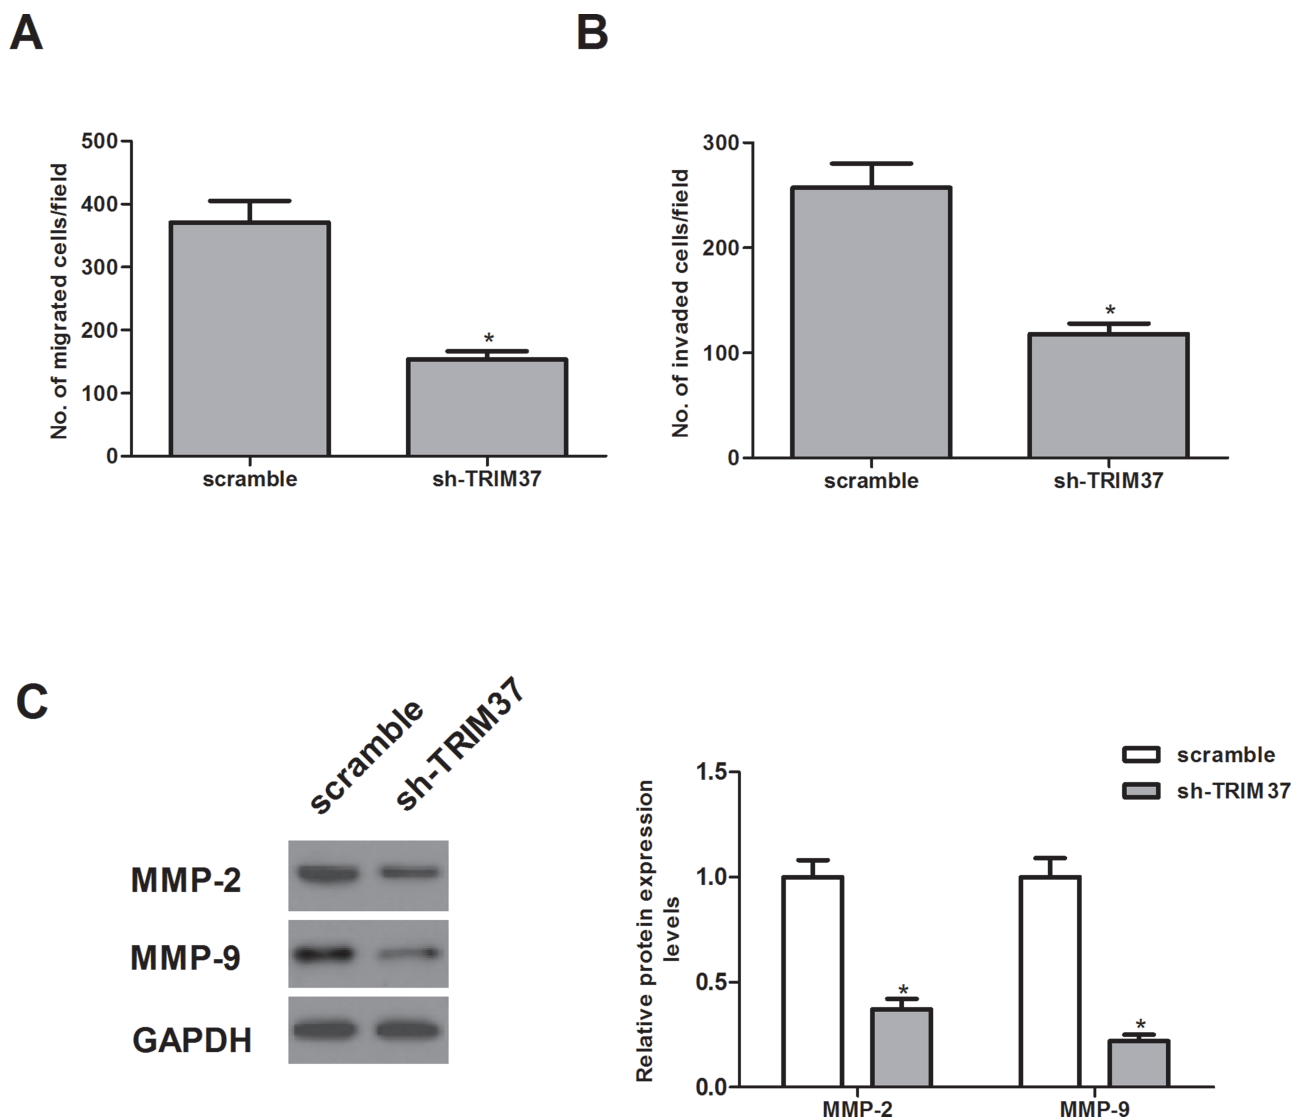 A
B
500
400
300
200
100
0
No. of migrated cells/field
*
scramble
sh-TRIM37
300
200
100
0
No. of invaded cells/field
*
scramble
sh-TRIM37
C
scramble
sh-TRIM37
MMP-2
MMP-9
GAPDH
scramble
sh-TRIM37
1.5
1.0
0.5
0.0
Relative protein expression
levels
*
*
MMP-2
MMP-9